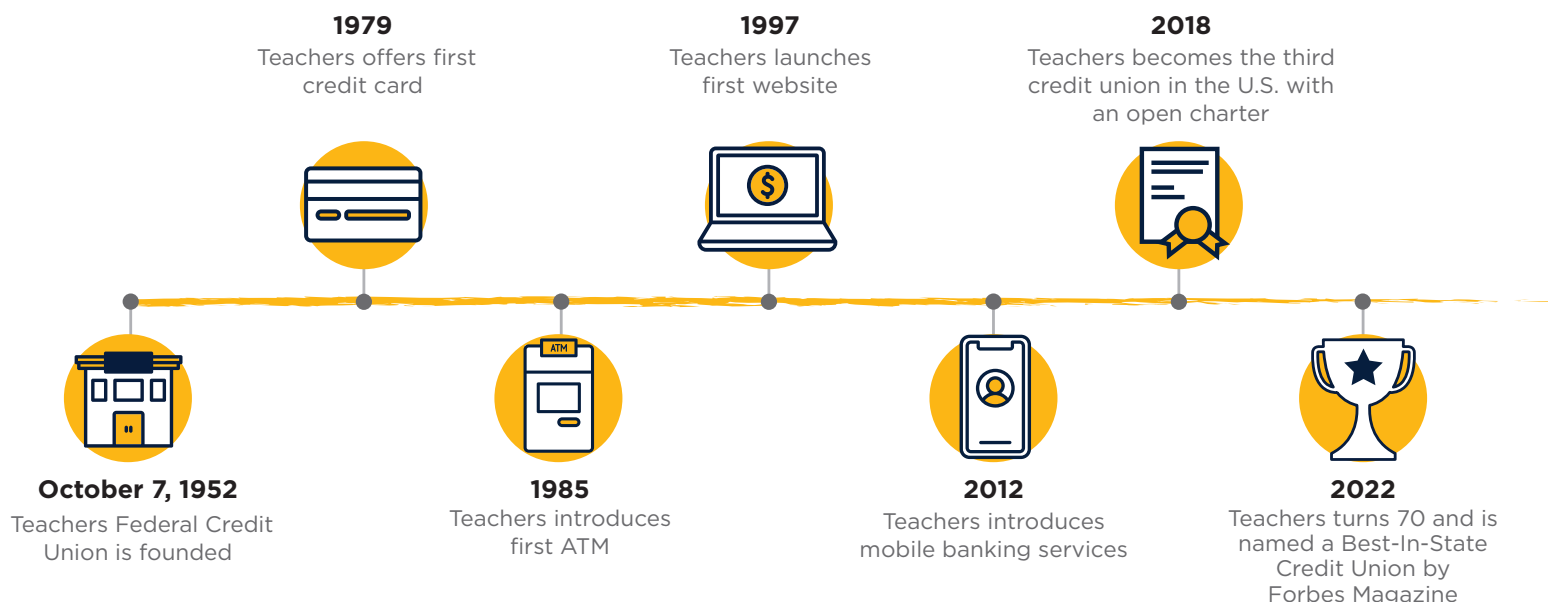 1979
Teachers offers first
credit card
1997
Teachers launches
first website
2018
Teachers becomes the third
credit union in the U.S. with
an open charter
$
ATM
October 7, 1952
Teachers Federal Credit
Union is founded
1985
Teachers introduces
first ATM
2012
Teachers introduces
mobile banking services
2022
Teachers turns 70 and is
named a Best-In-State
Credit Union by
Forbes Magazine